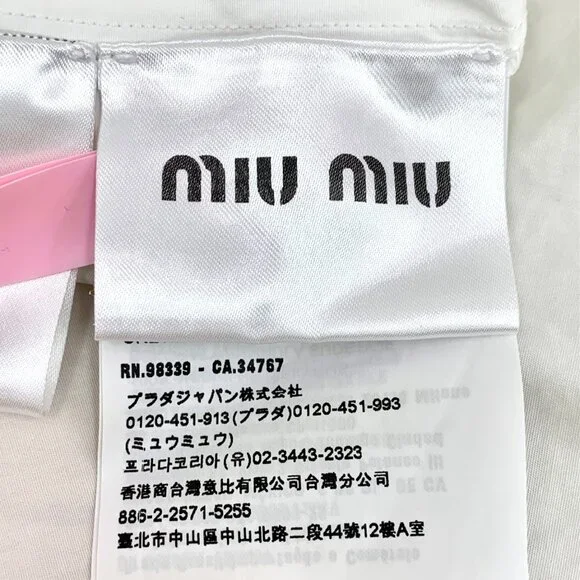 miu miu
RN.98339 - CA.34767
プラダジャパン株式会社
0120-451-913(プラダ)0120-451-993
(ミュウミュウ)
프라다코리아(유)02-3443-2323
香港商台灣意比有限公司台灣分公司
886-2-2571-5255
臺北市中山區中山北路二段44號12樓A室